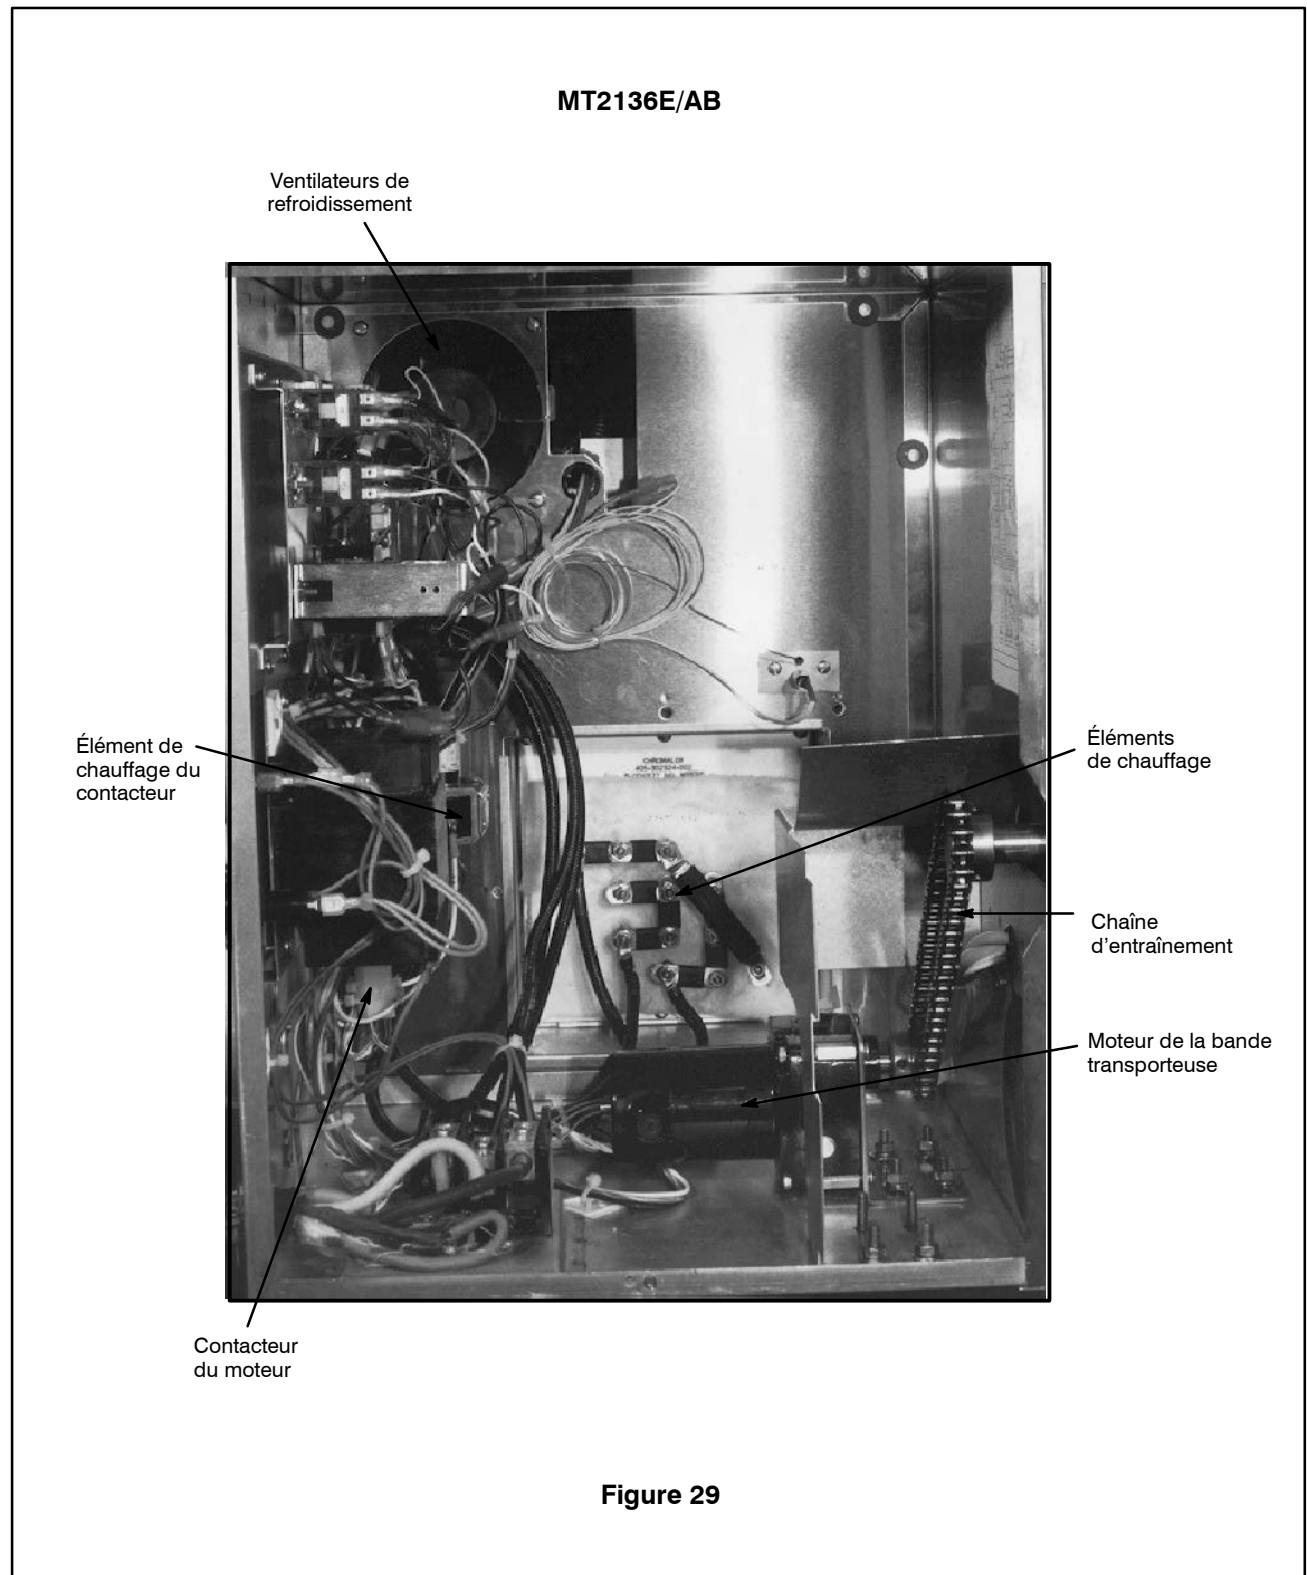 MT2136E/AB
Ventilateurs de
refroidissement
Élément de
chauffage du
contacteur
Éléments
de chauffage
Chaîne
d’entraînement
Moteur de la bande
transporteuse
Contacteur
du moteur
Figure 29